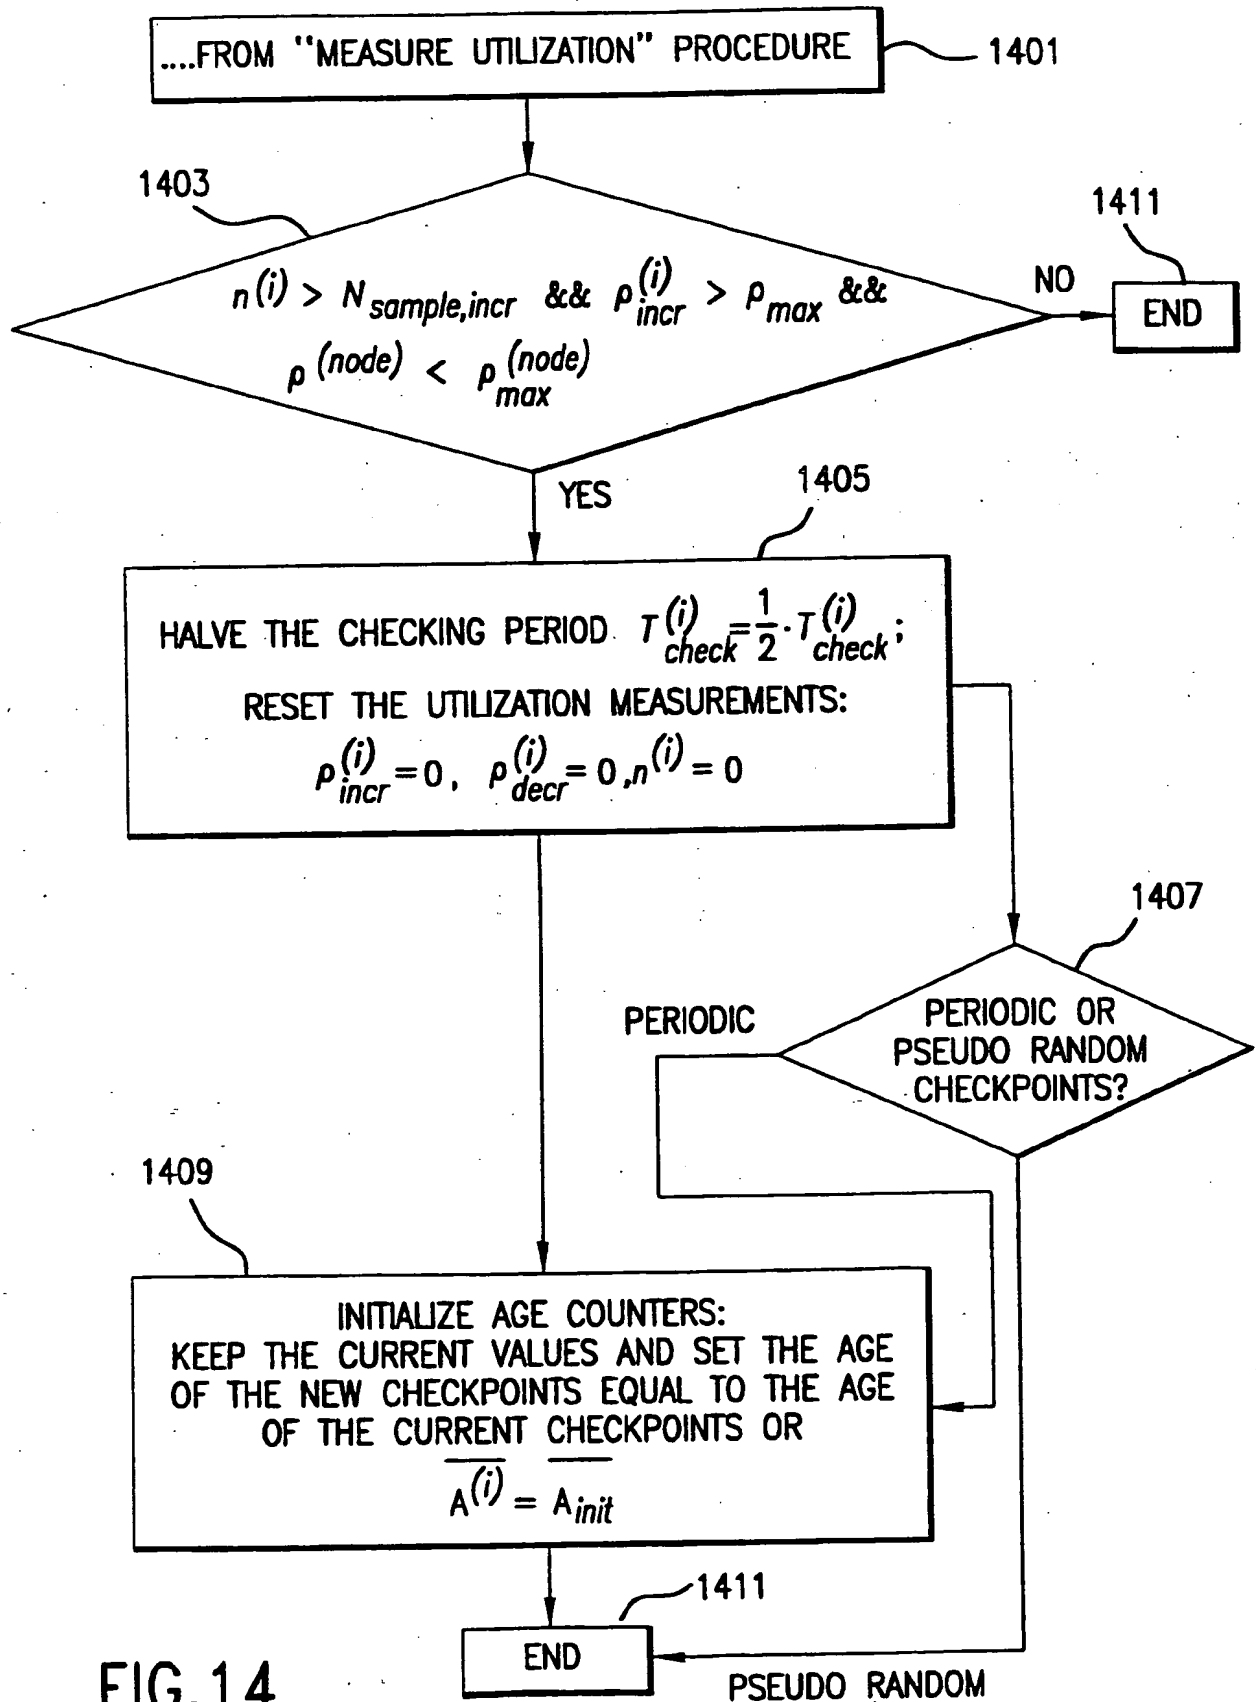 ....FROM "MEASURE UTILIZATION" PROCEDURE
1401
1403
1411
n(i) > N sample,incr && ρ(i) incr > ρ max &&
ρ(node) < ρ(node) max
NO
END
YES
1405
HALVE THE CHECKING PERIOD T(i) check = 1/2 · T(i) check ;
RESET THE UTILIZATION MEASUREMENTS:
ρ(i) incr = 0, ρ(i) decr = 0, n(i) = 0
1407
PERIODIC
PERIODIC OR
PSEUDO RANDOM
CHECKPOINTS?
1409
INITIALIZE AGE COUNTERS:
KEEP THE CURRENT VALUES AND SET THE AGE
OF THE NEW CHECKPOINTS EQUAL TO THE AGE
OF THE CURRENT CHECKPOINTS OR
A(i) = A init
1411
END
PSEUDO RANDOM
FIG.14